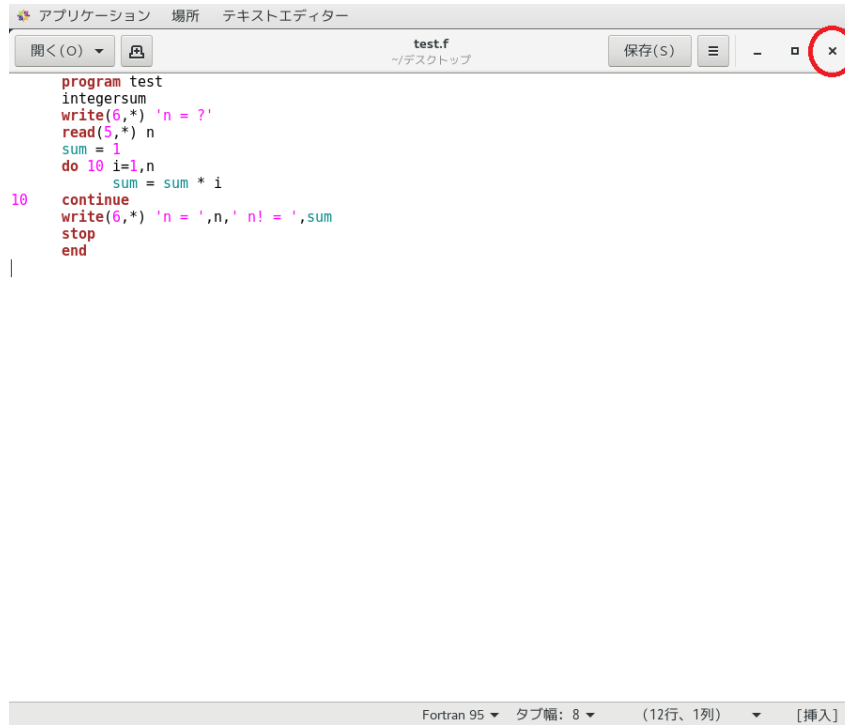 アプリケーション 場所 テキストエディター
開く(O) test.f 保存(S)
~/デスクトップ
program test
integersum
write(6,*) 'n = ?'
read(5,*) n
sum = 1
do 10 i=1,n
sum = sum * i
10 continue
write(6,*) 'n = ',n,' n! = ',sum
stop
end
Fortran 95 タブ幅: 8 (12行、1列) [挿入]